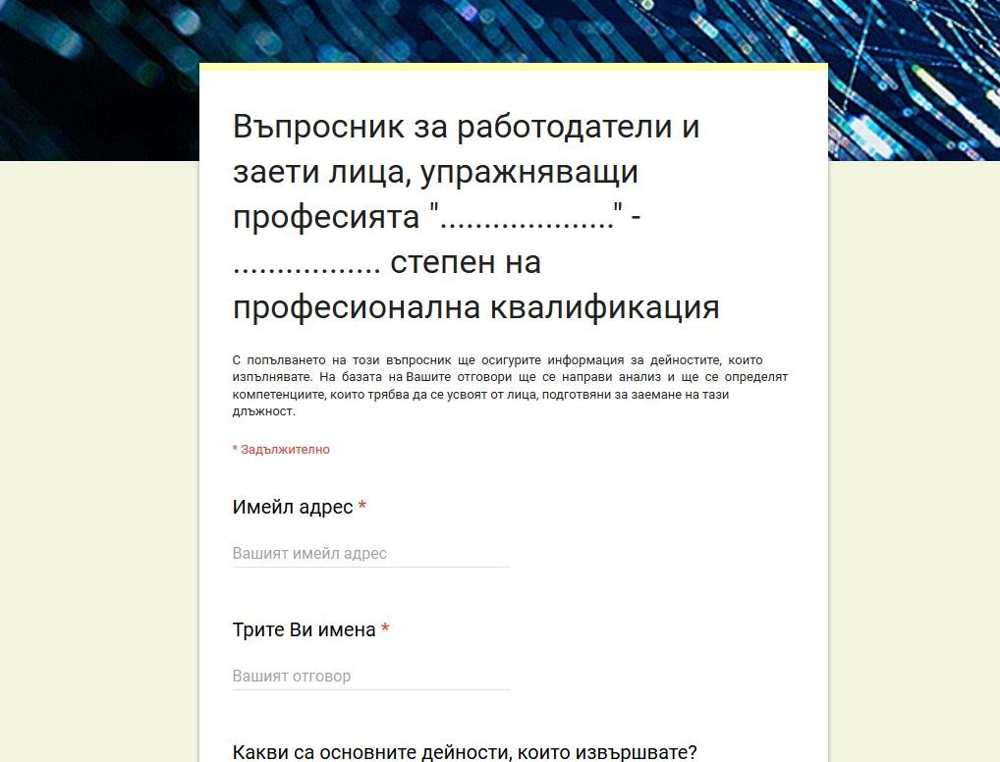 Въпросник за работодатели и
заети лица, упражняващи
професията "...................." -
................. степен на
професионална квалификация
С попълването на този въпросник ще осигурите информация за дейностите, които
изпълнявате. На базата на Вашите отговори ще се направи анализ и ще се определят
компетенциите, които трябва да се усвоят от лица, подготвяни за заемане на тази
длъжност.
* Задължително
Имейл адрес *
Вашият имейл адрес
Трите Ви имена *
Вашият отговор
Какви са основните дейности, които извършвате?